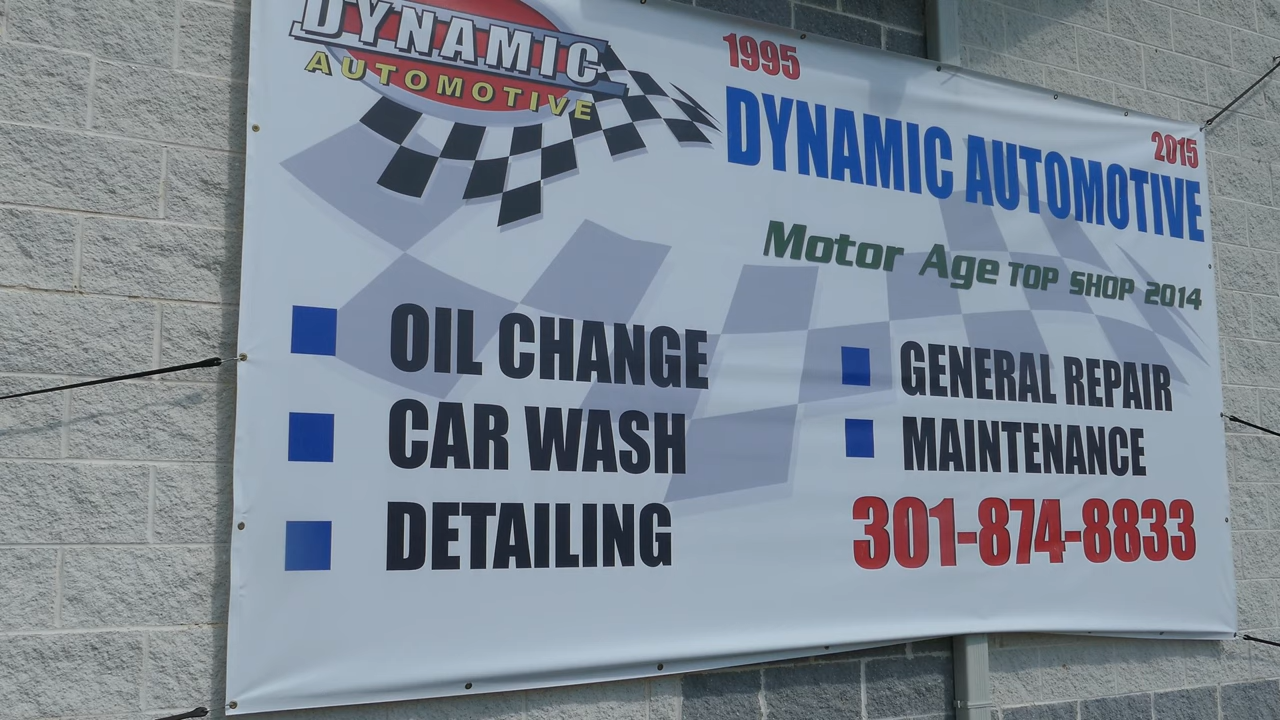 DYNAMIC
AUTOMOTIVE
1995
2015
DYNAMIC AUTOMOTIVE
Motor Age TOP SHOP 2014
OIL CHANGE
CAR WASH
DETAILING
GENERAL REPAIR
MAINTENANCE
301-874-8833